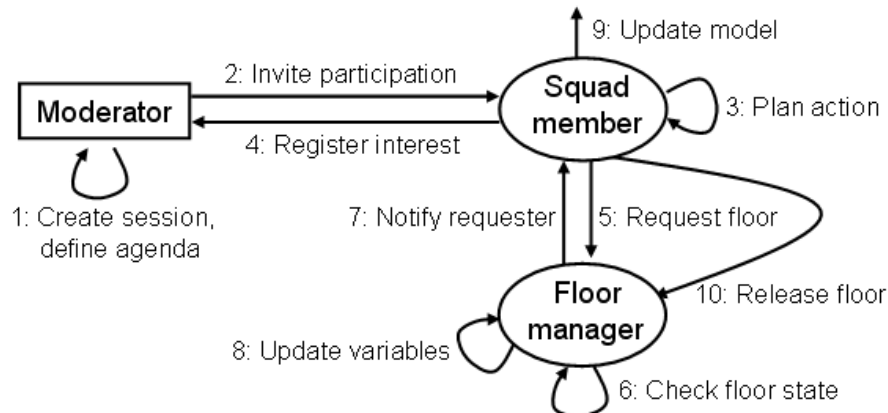 9: Update model
2: Invite participation
Squad
member
Moderator
3: Plan action
4: Register interest
1: Create session,
define agenda
7: Notify requester
5: Request floor
Floor
manager
10: Release floor
8: Update variables
6: Check floor state